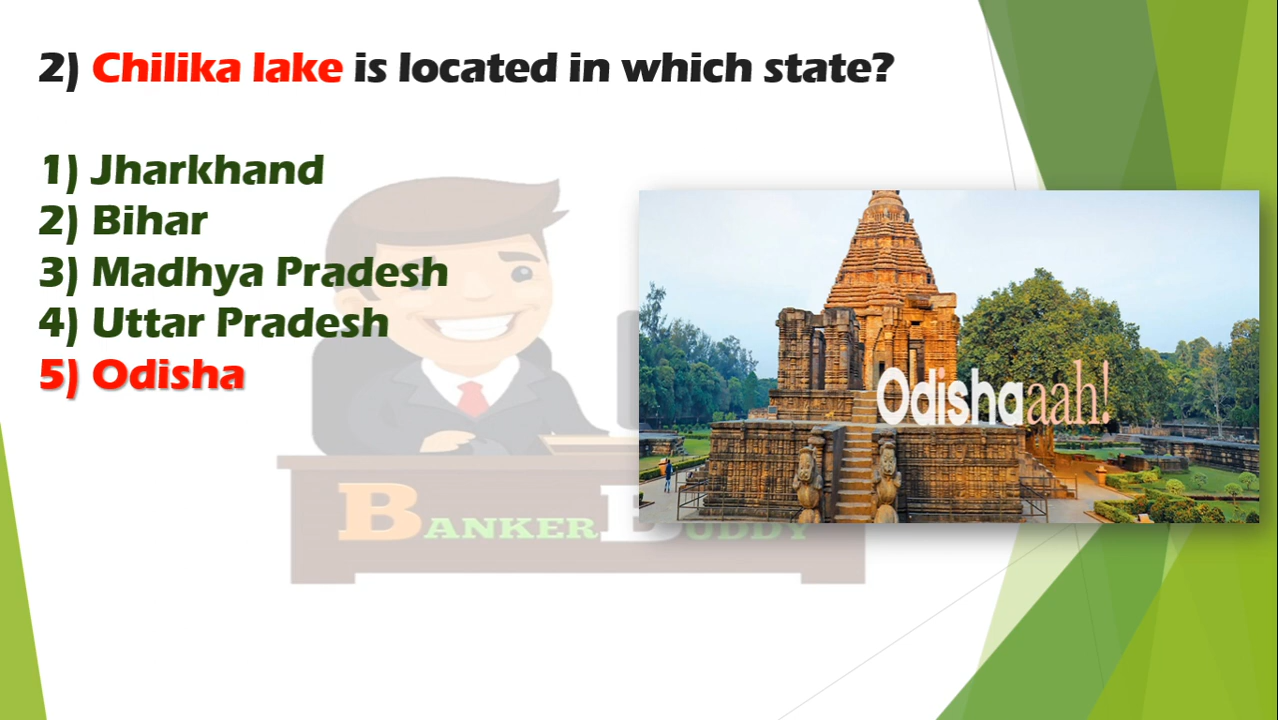 2) Chilika lake is located in which state?
1) Jharkhand
2) Bihar
3) Madhya Pradesh
4) Uttar Pradesh
5) Odisha
Odishaaah!
BANKER BUDDY